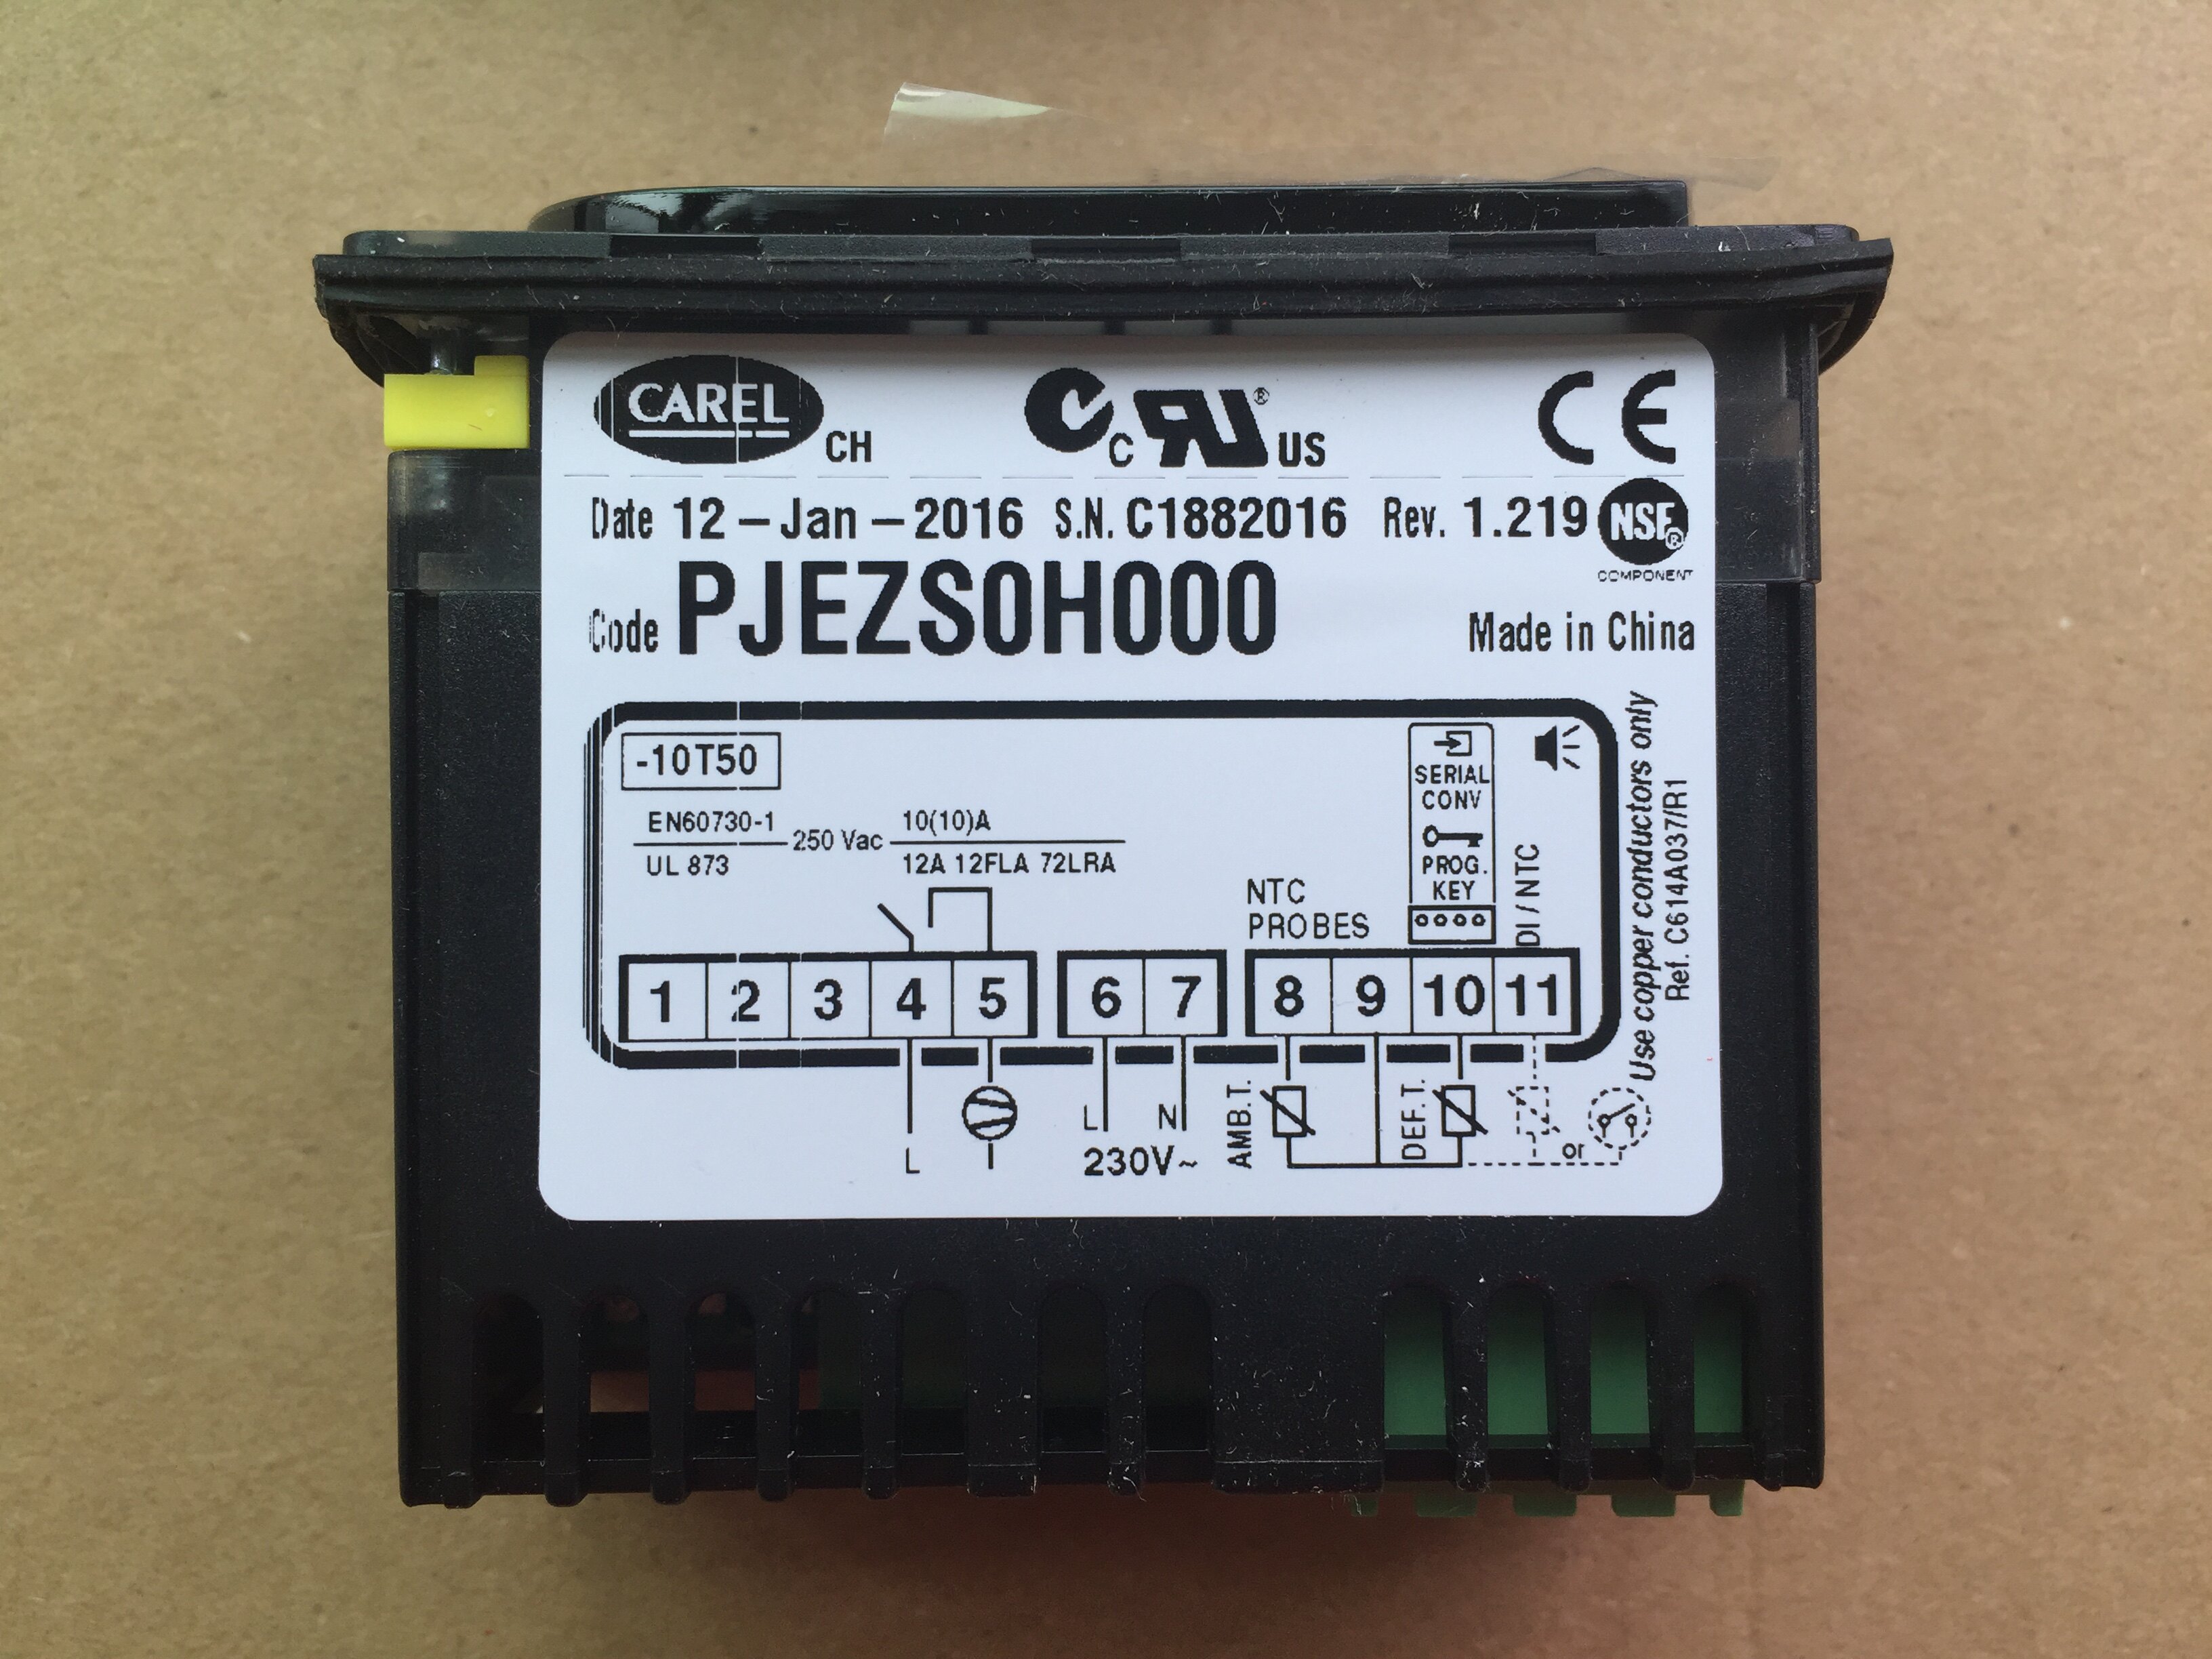 CAREL CH
c RU ® US
CE
Date 12-Jan-2016 S.N. C1882016 Rev. 1.219
NSF®
COMPONENT
Code PJEZS0H000
Made in China
-10T50
EN60730-1
UL 873
250 Vac
10(10)A
12A 12FLA 72LRA
SERIAL
CONV
PROG.
KEY
NTC
PROBES
DI / NTC
1 2 3 4 5 6 7 8 9 10 11
L
L N
230V~
AMB.T.
DEF.T.
or
Use copper conductors only
Ref. C614A037/R1